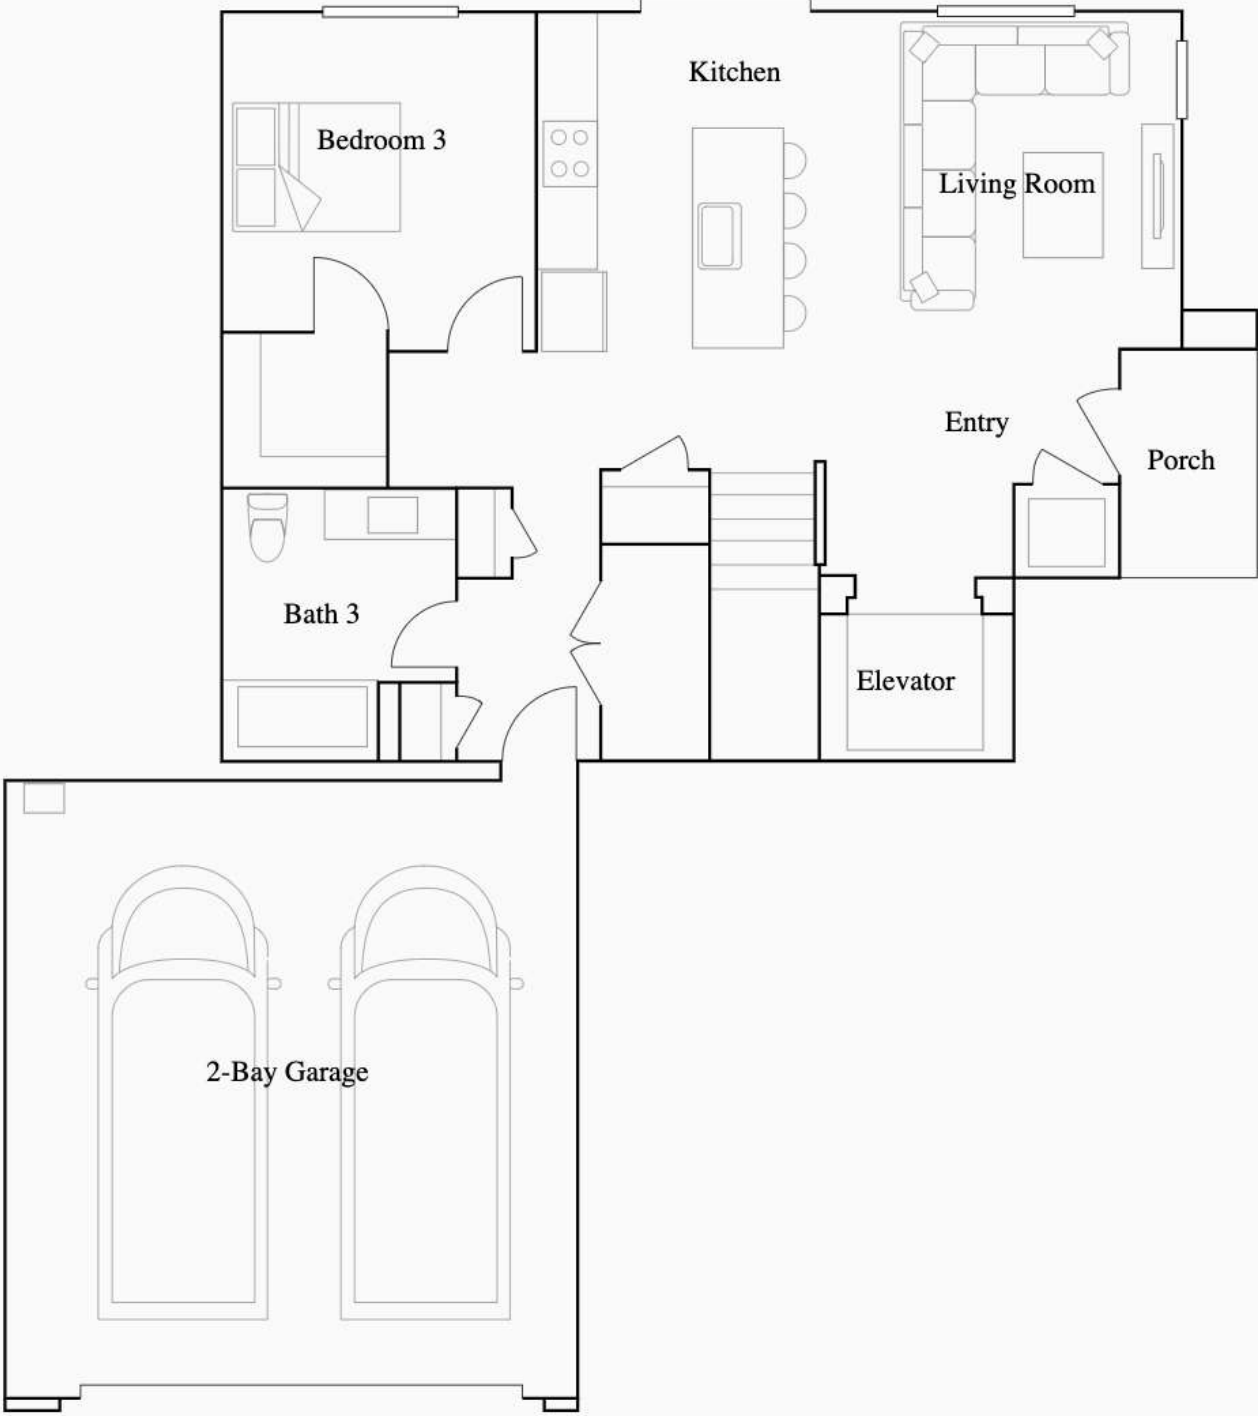 Kitchen
Bedroom 3
Living Room
Entry
Porch
Bath 3
Elevator
2-Bay Garage